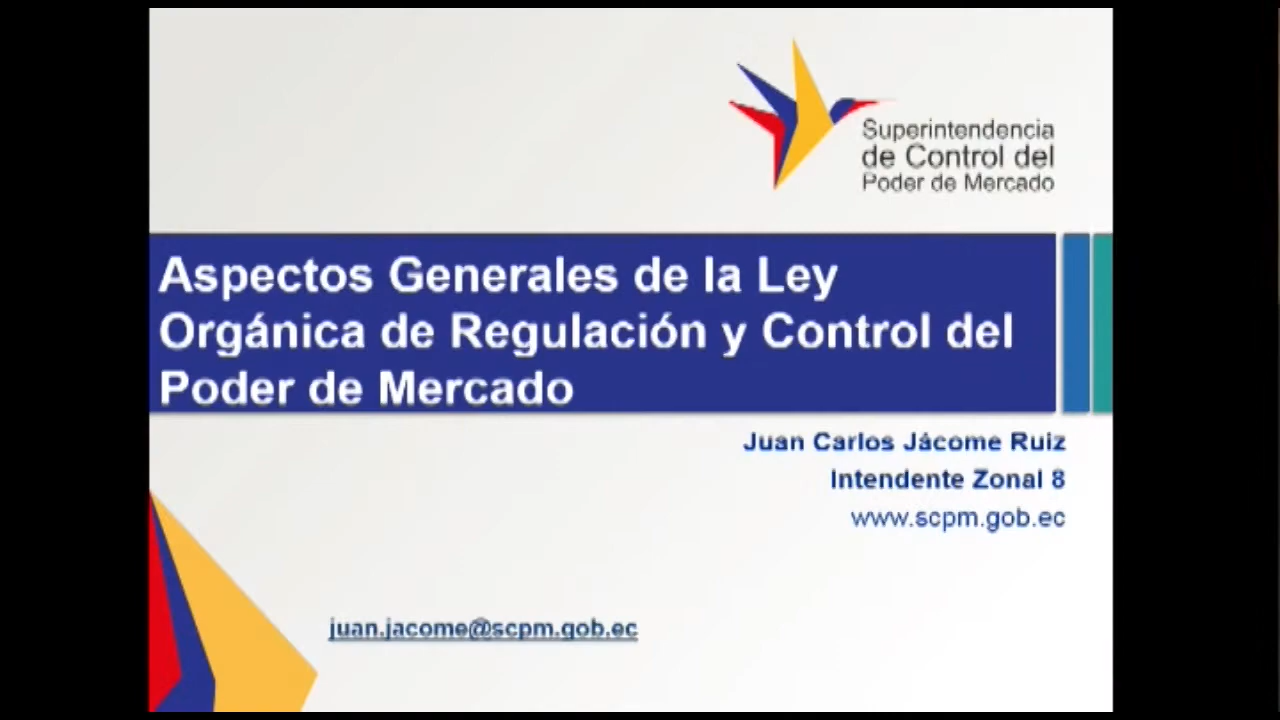 Superintendencia
de Control del
Poder de Mercado
Aspectos Generales de la Ley
Orgánica de Regulación y Control del
Poder de Mercado
Juan Carlos Jácome Ruiz
Intendente Zonal 8
www.scpm.gob.ec
juan.jacome@scpm.gob.ec